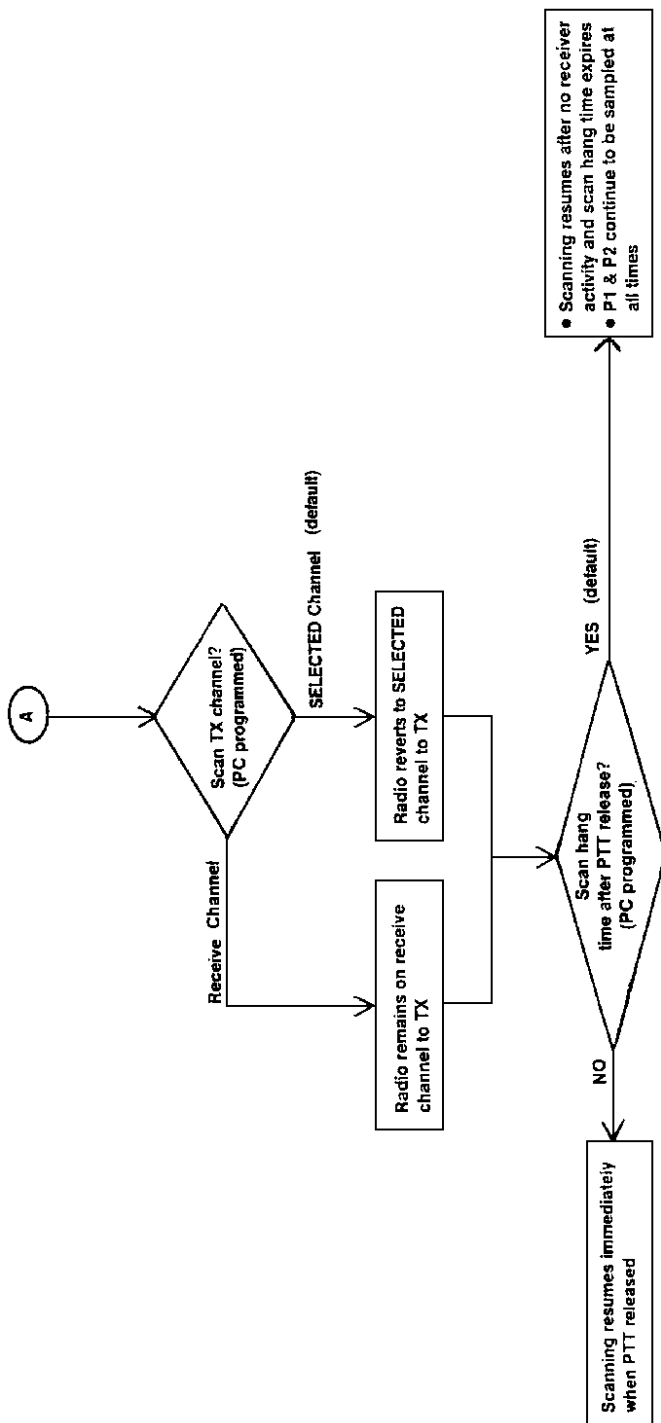 A
Scan TX channel?
(PC programmed)
Receive Channel
SELECTED Channel (default)
Radio remains on receive
channel to TX
Radio reverts to SELECTED
channel to TX
Scan hang
time after PTT release?
(PC programmed)
NO
YES (default)
Scanning resumes immediately
when PTT released
● Scanning resumes after no receiver
activity and scan hang time expires
● P1 & P2 continue to be sampled at
all times